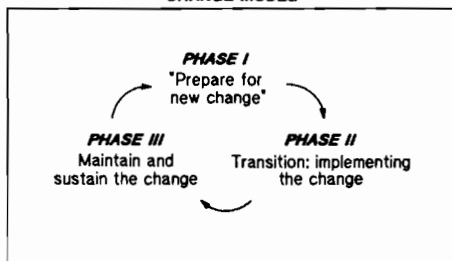 CHANGE MODEL
PHASE I
"Prepare for
new change"
PHASE III
Maintain and
sustain the change
PHASE II
Transition: implementing
the change